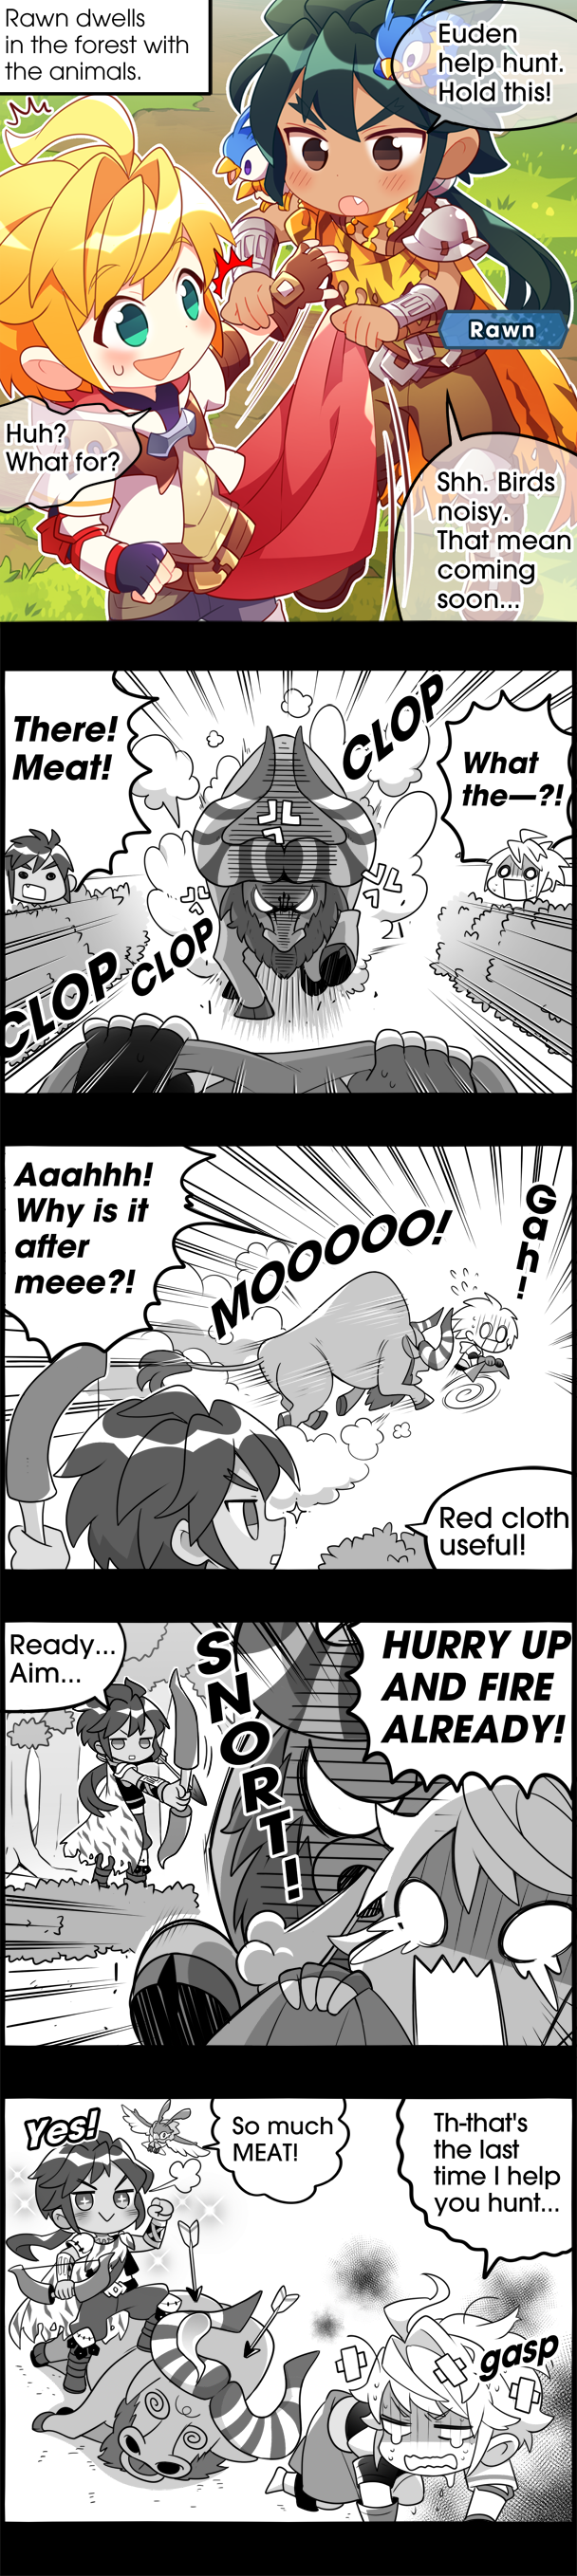 Rawn dwells
in the forest with
the animals.
Euden
help hunt.
Hold this!
Rawn
Huh?
What for?
Shh. Birds
noisy.
That mean
coming
soon...
There!
Meat!
CLOP
What
the—?!
CLOP
CLOP
Aaahhh!
Why is it
after
meee?!
MOOOOO!
Gah!
Red cloth
useful!
Ready...
Aim...
SNORT!
HURRY UP
AND FIRE
ALREADY!
Yes!
So much
MEAT!
Th-that's
the last
time I help
you hunt...
gasp